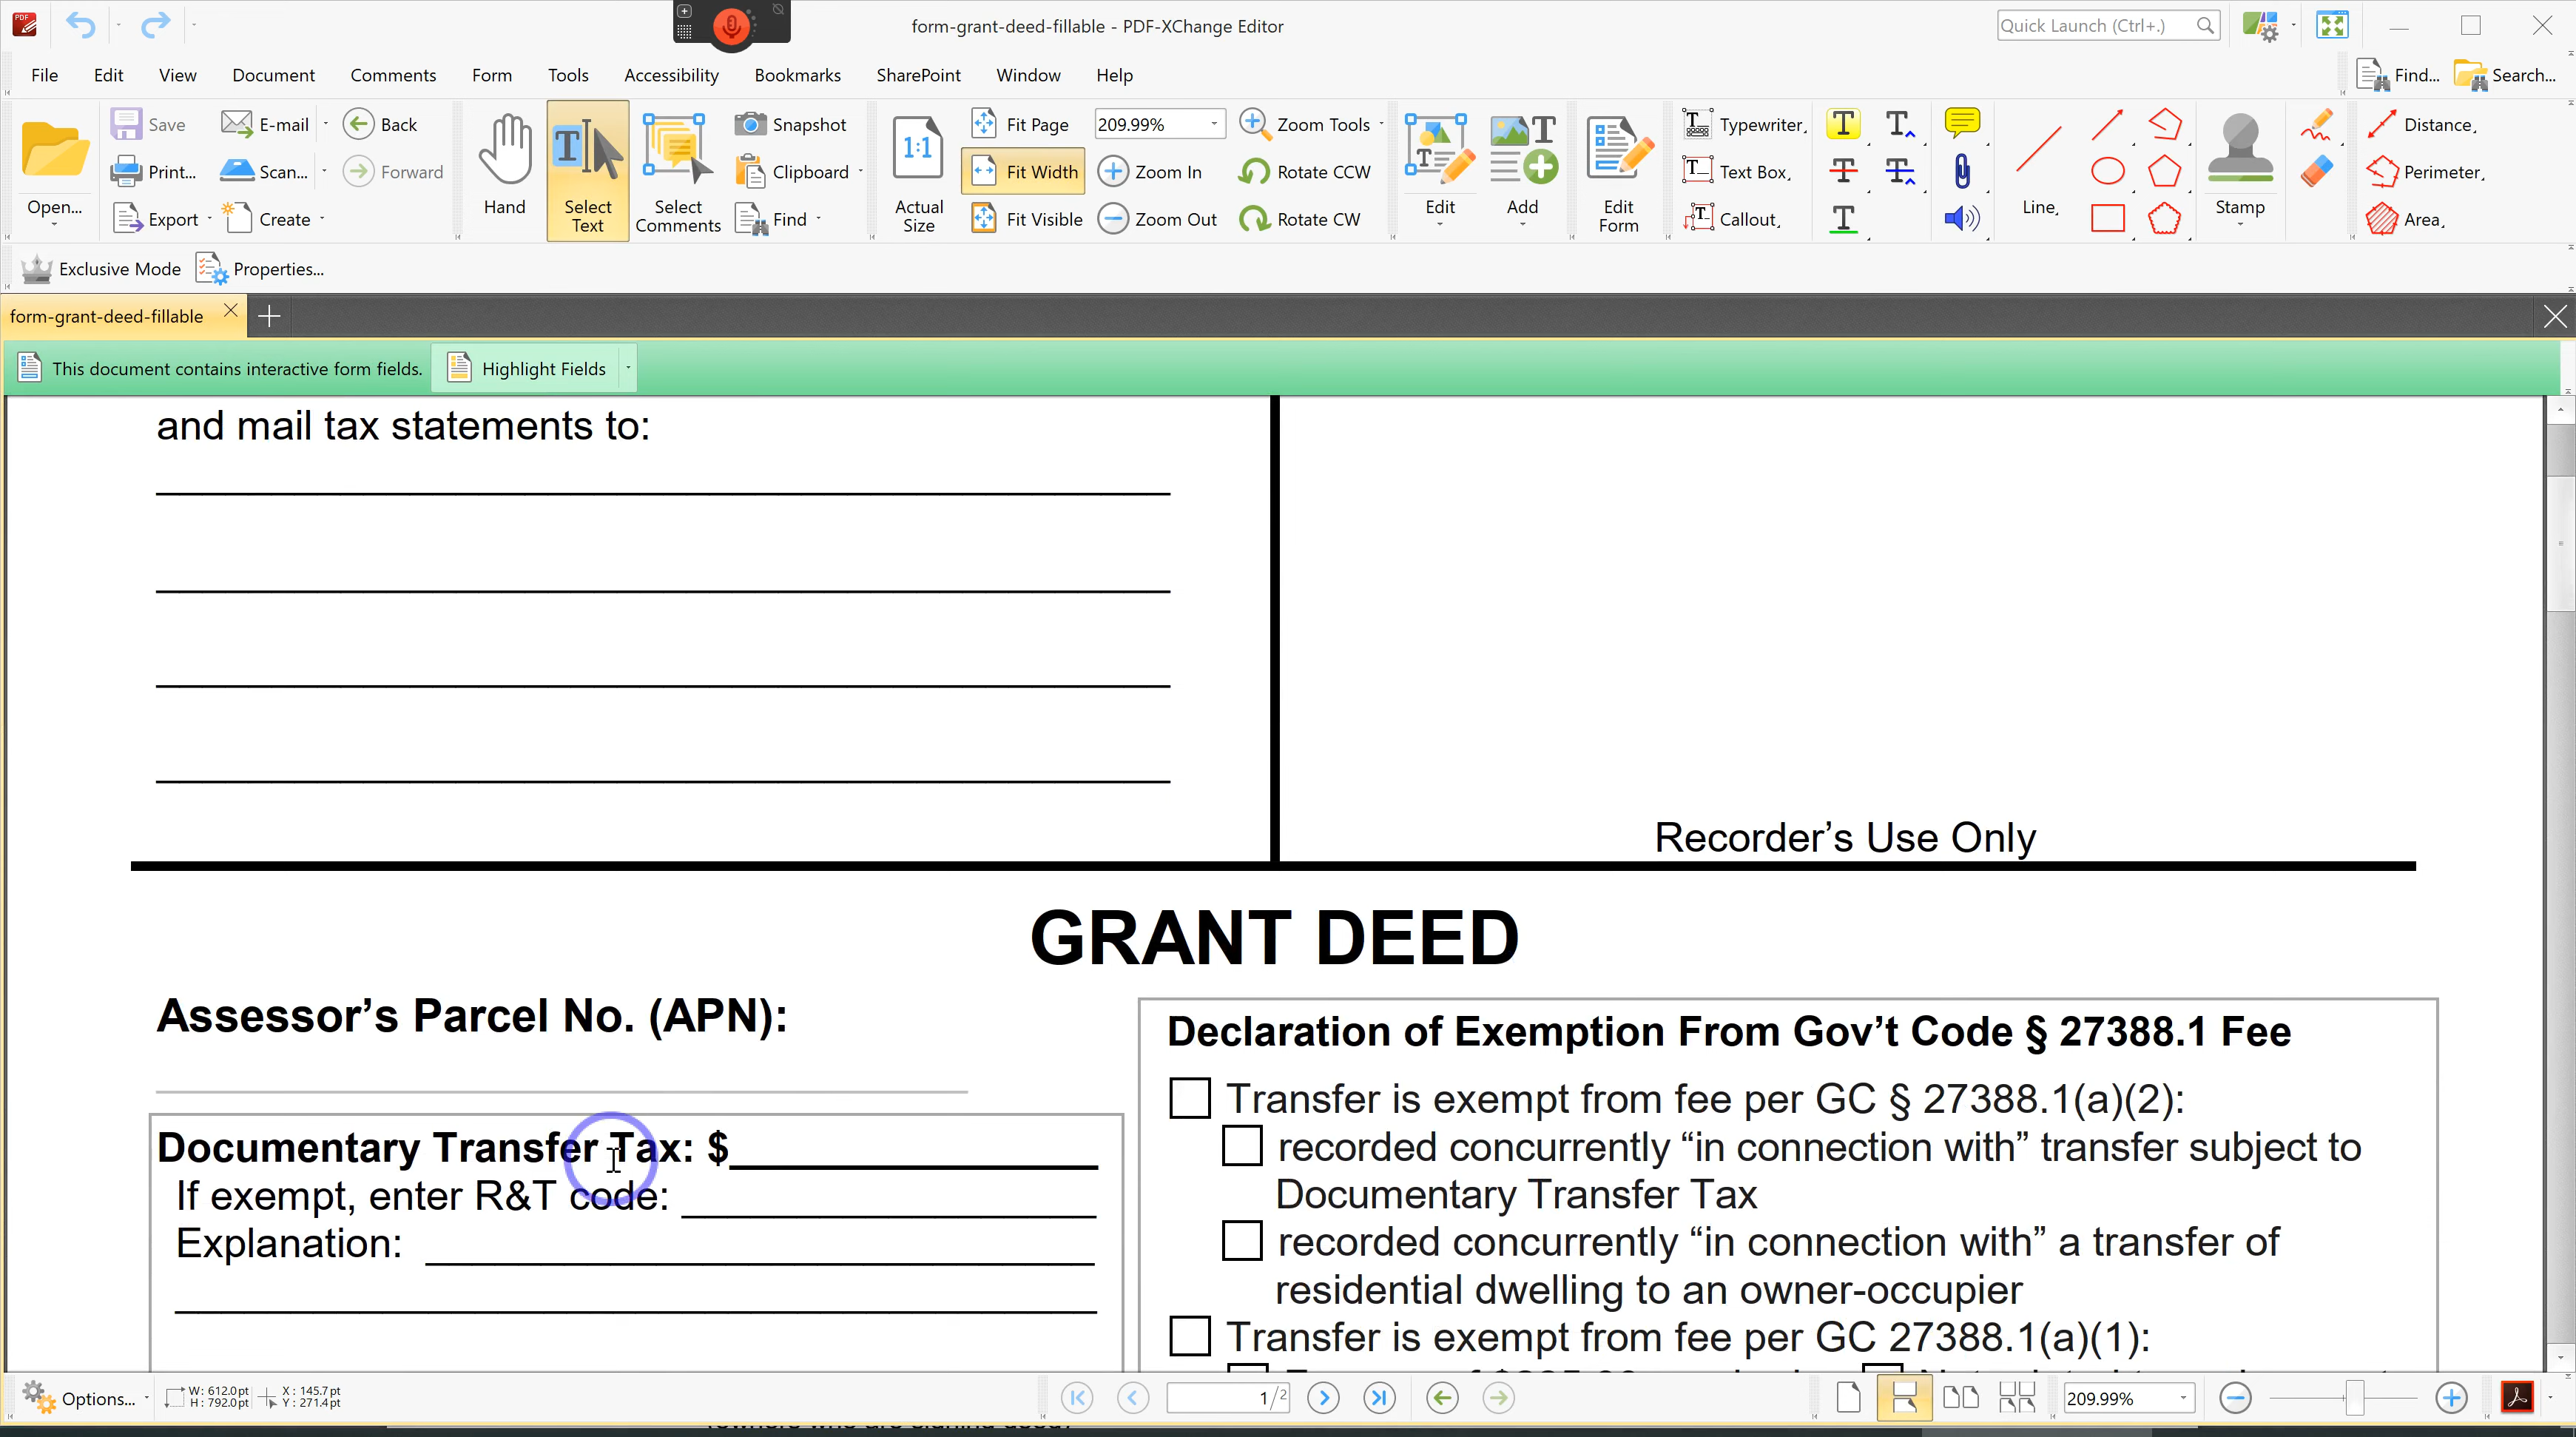 form-grant-deed-fillable - PDF-XChange Editor
Quick Launch (Ctrl+.)
File Edit View Document Comments Form Tools Accessibility Bookmarks SharePoint Window Help
Find... Search...
Open...
Save
Print...
Export
E-mail
Scan...
Create
Back
Forward
Hand
Select Text
Select Comments
Snapshot
Clipboard
Find
1:1
Actual Size
Fit Page
Fit Width
Fit Visible
209.99%
Zoom In
Zoom Out
Zoom Tools
Rotate CCW
Rotate CW
Edit
Add
Edit Form
Typewriter
Text Box
Callout
Line
Stamp
Distance
Perimeter
Area
Exclusive Mode Properties...
form-grant-deed-fillable
This document contains interactive form fields. Highlight Fields
and mail tax statements to:
Recorder’s Use Only
GRANT DEED
Assessor’s Parcel No. (APN):
Documentary Transfer Tax: $
If exempt, enter R&T code:
Explanation:
Declaration of Exemption From Gov’t Code § 27388.1 Fee
Transfer is exempt from fee per GC § 27388.1(a)(2):
recorded concurrently “in connection with” transfer subject to
Documentary Transfer Tax
recorded concurrently “in connection with” a transfer of
residential dwelling to an owner-occupier
Transfer is exempt from fee per GC 27388.1(a)(1):
Options...
W: 612.0pt
H: 792.0pt
X: 145.7pt
Y: 271.4pt
1/2
209.99%